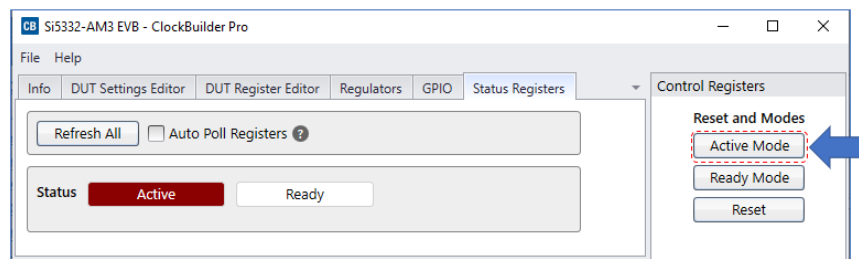 CB Si5332-AM3 EVB - ClockBuilder Pro
File Help
Info DUT Settings Editor DUT Register Editor Regulators GPIO Status Registers
Control Registers
Refresh All Auto Poll Registers ?
Status Active Ready
Reset and Modes
Active Mode
Ready Mode
Reset